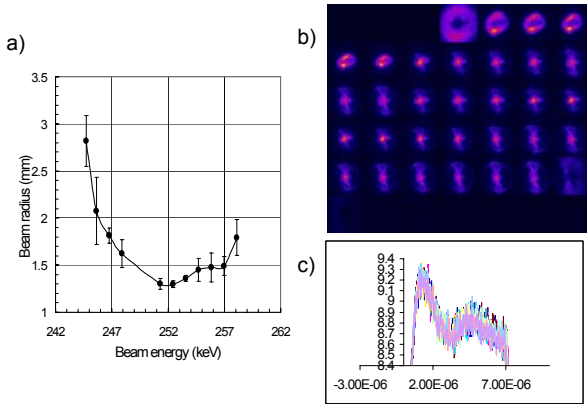 a)
3.5
3
2.5
2
1.5
1
Beam radius (mm)
242 247 252 257 262
Beam energy (keV)
b)
c)
9.4
9.3
9.2
9.1
9
8.9
8.8
8.7
8.6
8.5
8.4
-3.00E-06 2.00E-06 7.00E-06